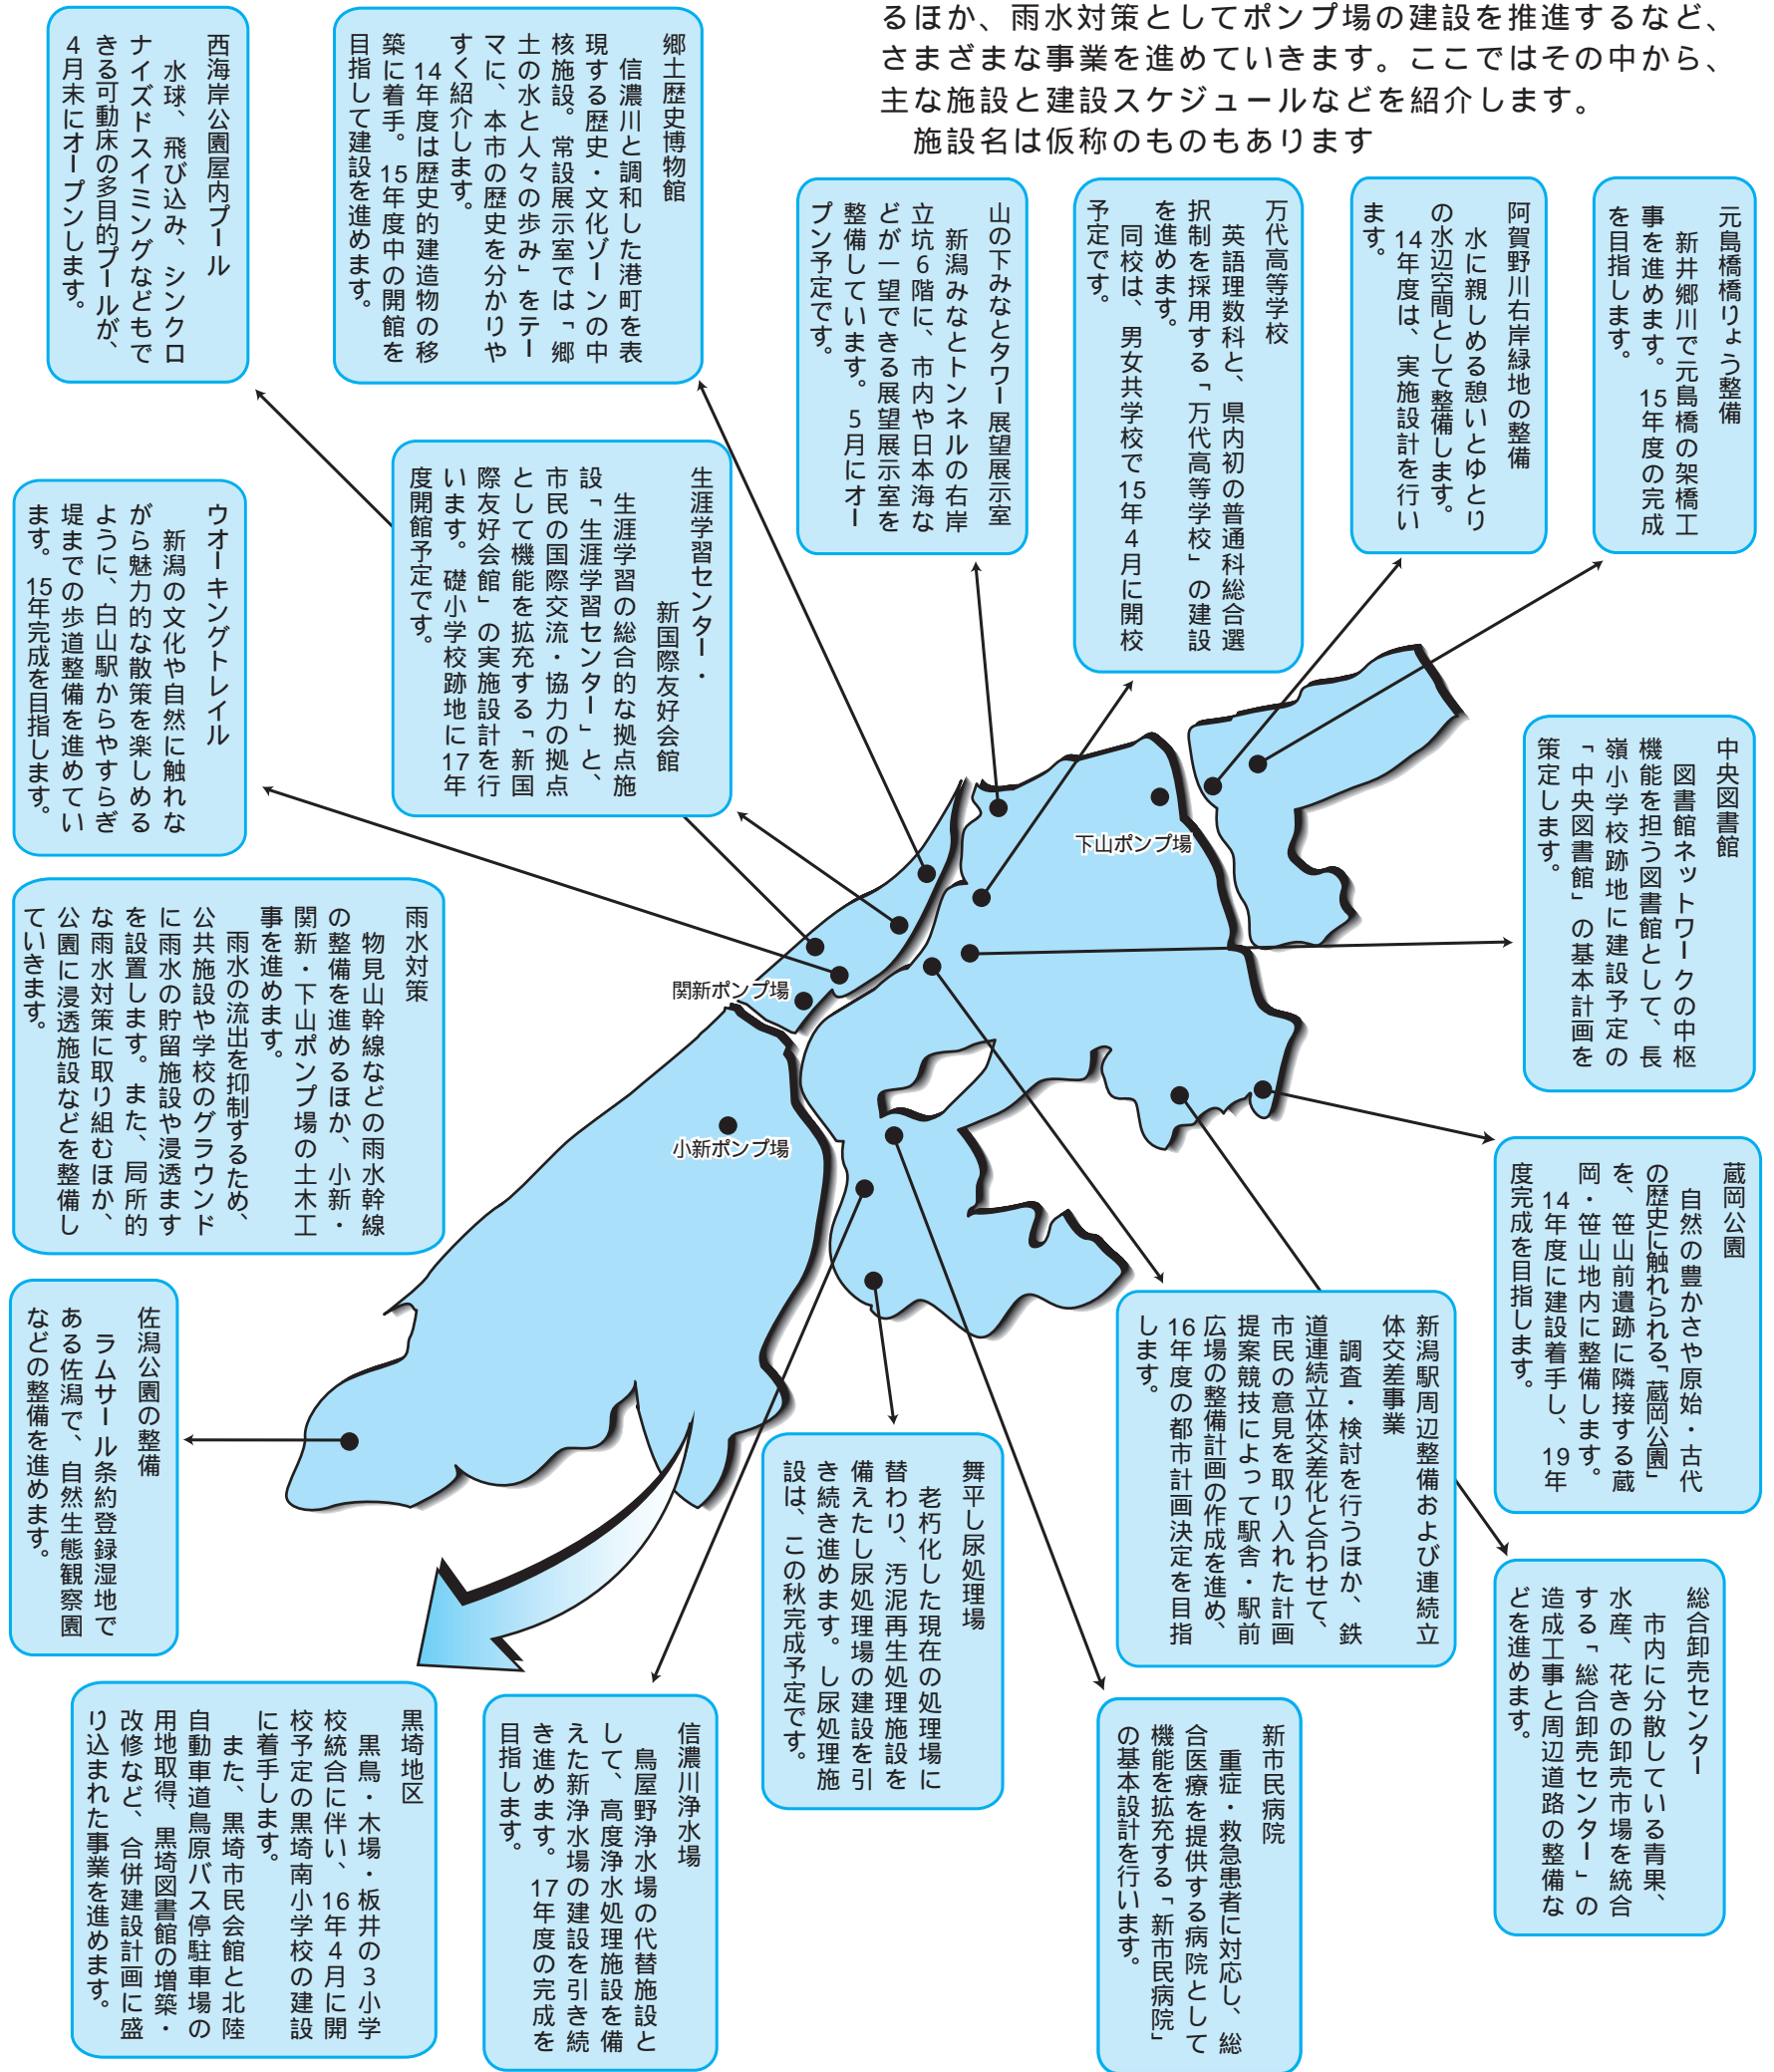 るほか、雨水対策としてポンプ場の建設を推進するなど、
さまざまな事業を進めていきます。ここではその中から、
主な施設と建設スケジュールなどを紹介します。
施設名は仮称のものもあります
元島橋橋りょう整備
新井郷川で元島橋の架橋工
事を進めます。15年度の完成
を目指します。
阿賀野川右岸緑地の整備
水に親しめる憩いとゆとり
の水辺空間として整備します。
14年度は、実施設計を行い
ます。
万代高等学校
英語理数科と、県内初の普通科総合選
択制を採用する「万代高等学校」の建設
を進めます。
同校は、男女共学校で15年4月に開校
予定です。
山の下みなとタワー展望展示室
新潟みなとトンネルの右岸
立坑6階に、市内や日本海な
どが一望できる展望展示室を
整備しています。5月にオー
プン予定です。
郷土歴史博物館
信濃川と調和した港町を表
現する歴史・文化ゾーンの中
核施設。常設展示室では「郷
土の水と人々の歩み」をテー
マに、本市の歴史を分かりや
すく紹介します。
14年度は歴史的建造物の移
築に着手。15年度中の開館を
目指して建設を進めます。
西海岸公園屋内プール
水球、飛び込み、シンクロ
ナイズドスイミングなどもで
きる可動床の多目的プールが、
4月末にオープンします。
生涯学習センター・
新国際友好会館
生涯学習の総合的な拠点施
設「生涯学習センター」と、
市民の国際交流・協力の拠点
として機能を拡充する「新国
際友好会館」の実施設計を行
います。礎小学校跡地に17年
度開館予定です。
ウオーキングトレイル
新潟の文化や自然に触れな
がら魅力的な散策を楽しめる
ように、白山駅からやすらぎ
堤までの歩道整備を進めてい
ます。15年完成を目指します。
中央図書館
図書館ネットワークの中枢
機能を担う図書館として、長
嶺小学校跡地に建設予定の
「中央図書館」の基本計画を
策定します。
下山ポンプ場
関新ポンプ場
小新ポンプ場
雨水対策
物見山幹線などの雨水幹線
の整備を進めるほか、小新・
関新・下山ポンプ場の土木工
事を進めます。
雨水の流出を抑制するため、
公共施設や学校のグラウンド
に雨水の貯留施設や浸透ます
を設置します。また、局所的
な雨水対策に取り組むほか、
公園に浸透施設などを整備し
ていきます。
蔵岡公園
自然の豊かさや原始・古代
の歴史に触れられる「蔵岡公園」
を、笹山前遺跡に隣接する蔵
岡・笹山地内に整備します。
14年度に建設着手し、19年
度完成を目指します。
新潟駅周辺整備および連続立
体交差事業
調査・検討を行うほか、鉄
道連続立体交差化と合わせて、
市民の意見を取り入れた計画
提案競技によって駅舎・駅前
広場の整備計画の作成を進め、
16年度の都市計画決定を目指
します。
佐潟公園の整備
ラムサール条約登録湿地で
ある佐潟で、自然生態観察園
などの整備を進めます。
舞平し尿処理場
老朽化した現在の処理場に
替わり、汚泥再生処理施設を
備えたし尿処理場の建設を引
き続き進めます。し尿処理施
設は、この秋完成予定です。
総合卸売センター
市内に分散している青果、
水産、花きの卸売市場を統合
する「総合卸売センター」の
造成工事と周辺道路の整備な
どを進めます。
新市民病院
重症・救急患者に対応し、総
合医療を提供する病院として
機能を拡充する「新市民病院」
の基本設計を行います。
信濃川浄水場
鳥屋野浄水場の代替施設と
して、高度浄水処理施設を備
えた新浄水場の建設を引き続
き進めます。17年度の完成を
目指します。
黒埼地区
黒鳥・木場・板井の3小学
校統合に伴い、16年4月に開
校予定の黒埼南小学校の建設
に着手します。
また、黒埼市民会館と北陸
自動車道鳥原バス停駐車場の
用地取得、黒埼図書館の増築・
改修など、合併建設計画に盛
り込まれた事業を進めます。